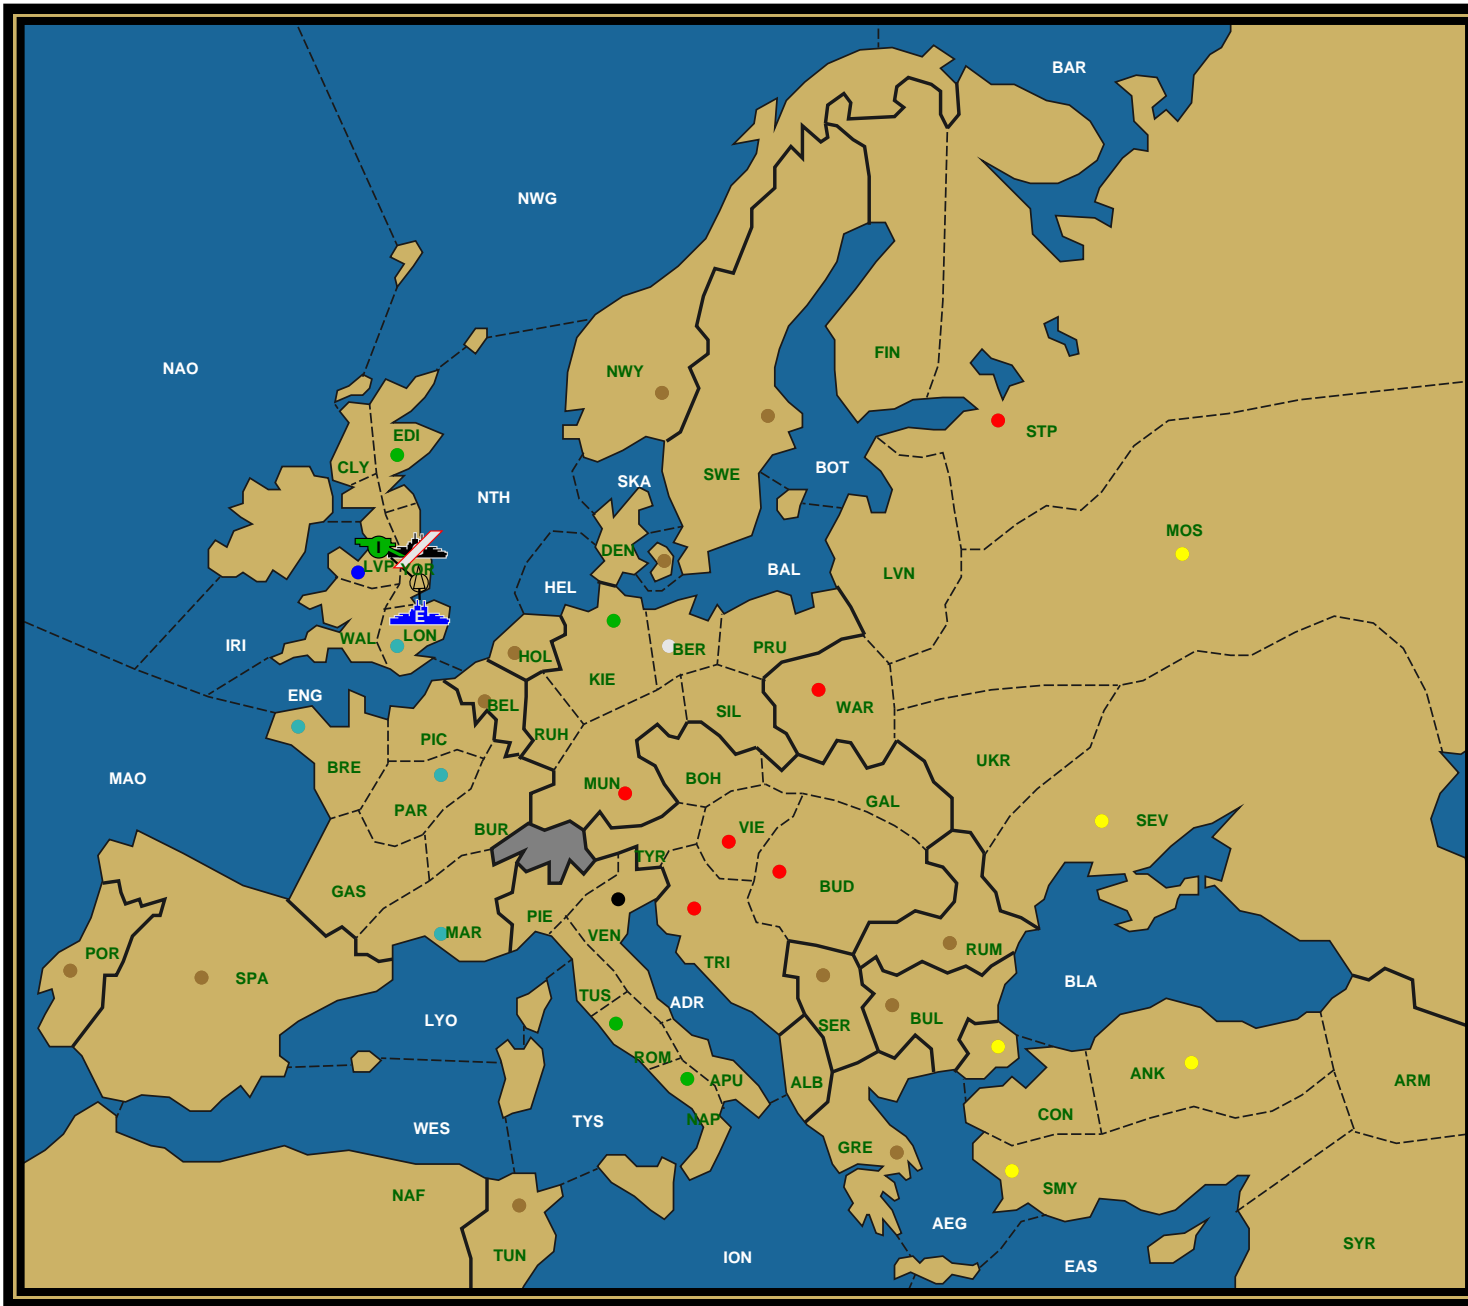 BAR
NWG
NAO
FIN
NWY
EDI
STP
CLY
BOT
SWE
SKA
NTH
MOS
I
DEN
LVP
YOR
BAL
LVN
HEL
E
LON
WAL
IRI
PRU
BER
HOL
KIE
ENG
BEL
WAR
SIL
RUH
PIC
UKR
BRE
MAO
BOH
MUN
GAL
PAR
SEV
VIE
BUR
TYR
BUD
GAS
PIE
MAR
VEN
RUM
POR
TRI
SPA
BLA
TUS
ADR
LYO
BUL
SER
ROM
ANK
APU
ALB
ARM
CON
NAP
TYS
WES
GRE
SMY
NAF
AEG
SYR
TUN
ION
EAS